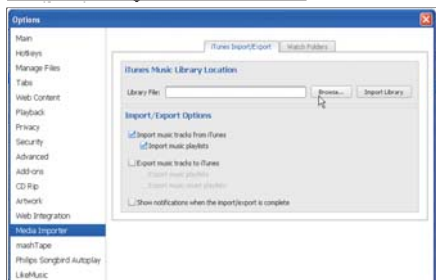 Options
Main
Hotkeys
Manage Files
Tabs
Web Content
Playback
Privacy
Security
Advanced
Add-ons
CD Rip
Artwork
Web Integration
Media Importer
mashTape
Philips Songbird Autoplay
LikeMusic
iTunes Import/Export
Watch Folders
iTunes Music Library Location
Library File:
Browse...
Import Library
Import/Export Options
Import music tracks from iTunes
Import music playlists
Export music tracks to iTunes
Export music playlists
Show notifications when the import/export is complete